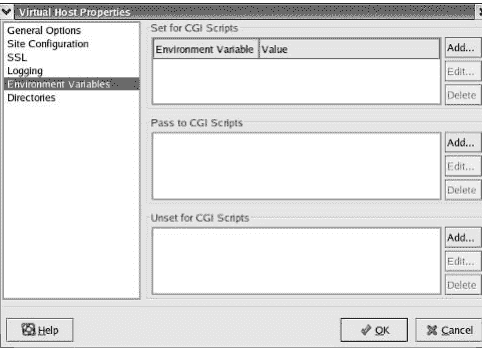 Virtual Host Properties
General Options
Site Configuration
SSL
Logging
Environment Variables
Directories
Set for CGI Scripts
Environment Variable Value
Add...
Edit...
Delete
Pass to CGI Scripts
Add...
Edit...
Delete
Unset for CGI Scripts
Add...
Edit...
Delete
Help
OK
Cancel